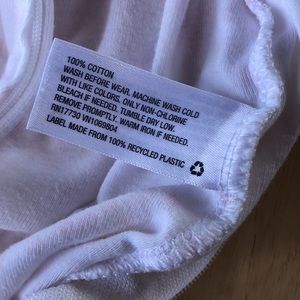 100% COTTON
WASH BEFORE WEAR. MACHINE WASH COLD
WITH LIKE COLORS. ONLY NON-CHLORINE
BLEACH IF NEEDED. TUMBLE DRY LOW.
REMOVE PROMPTLY. WARM IRON IF NEEDED.
RN17730 VN1089804
LABEL MADE FROM 100% RECYCLED PLASTIC